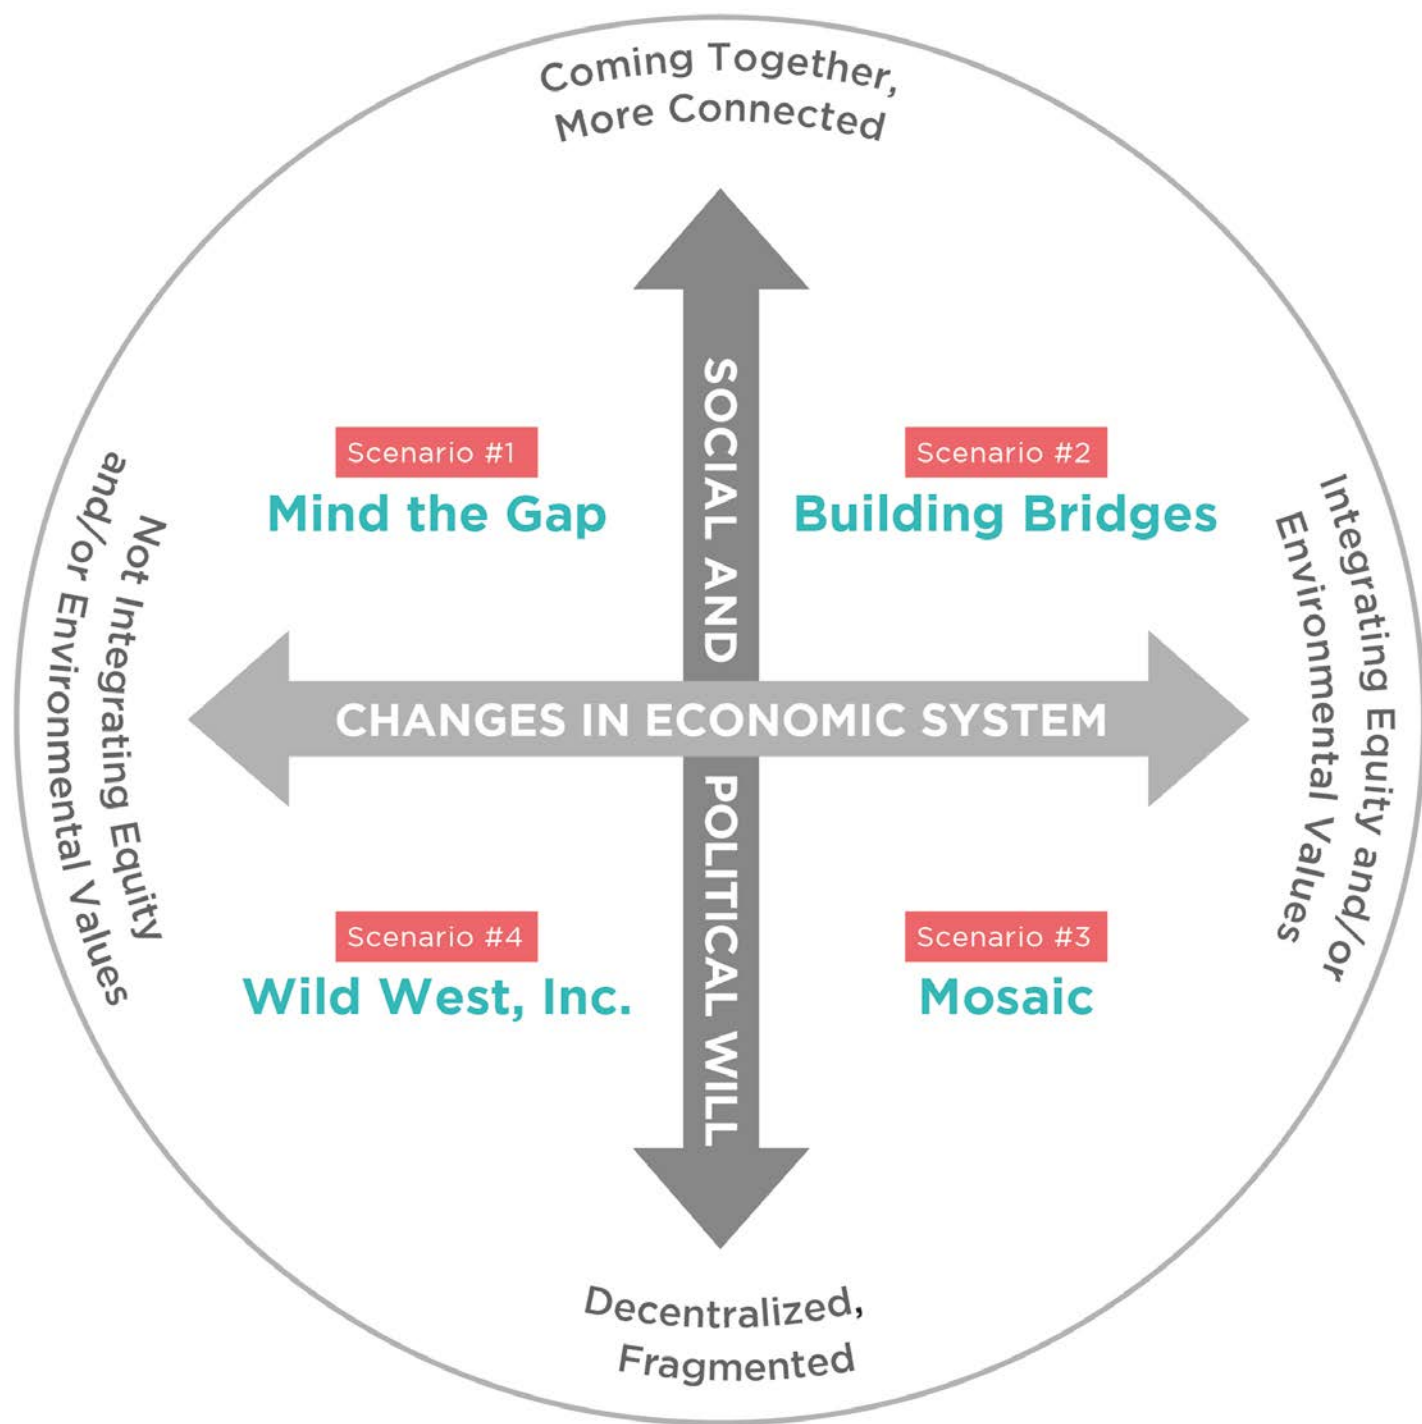 Coming Together,
More Connected
SOCIAL AND
POLITICAL WILL
Scenario #1
Mind the Gap
Scenario #2
Building Bridges
Not Integrating Equity
and/or Environmental Values
CHANGES IN ECONOMIC SYSTEM
Integrating Equity and/or
Environmental Values
Scenario #4
Wild West, Inc.
Scenario #3
Mosaic
Decentralized,
Fragmented